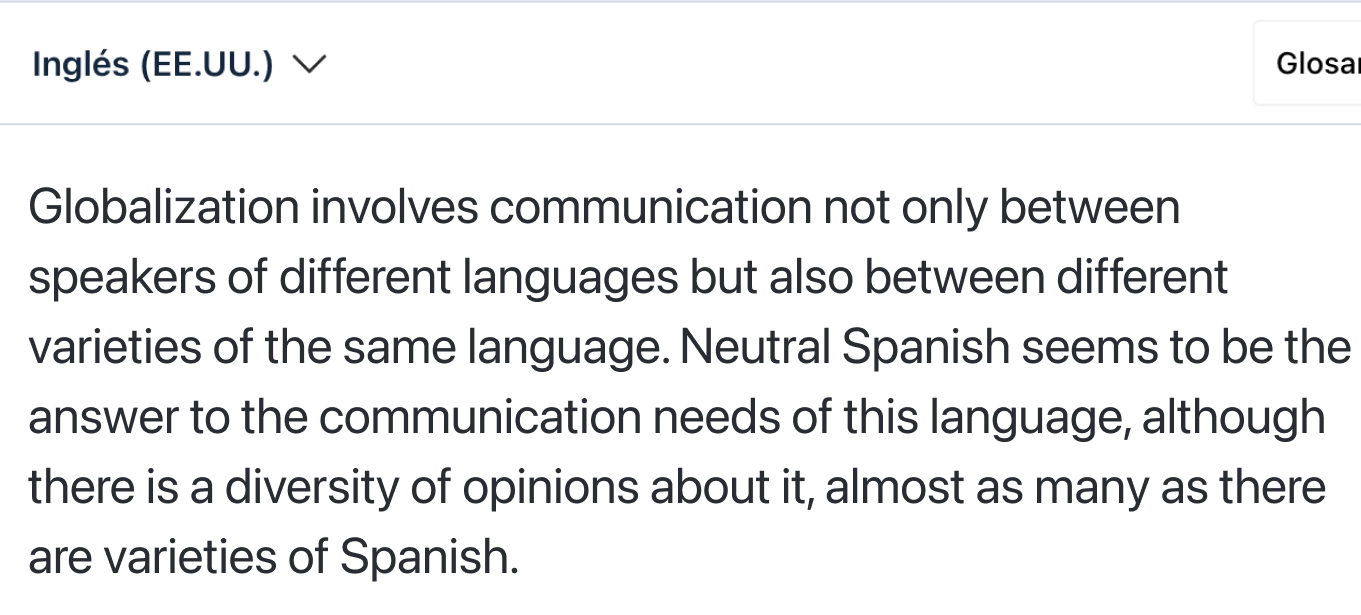 Inglés (EE.UU.)
Globalization involves communication not only between
speakers of different languages but also between different
varieties of the same language. Neutral Spanish seems to be the
answer to the communication needs of this language, although
there is a diversity of opinions about it, almost as many as there
are varieties of Spanish.